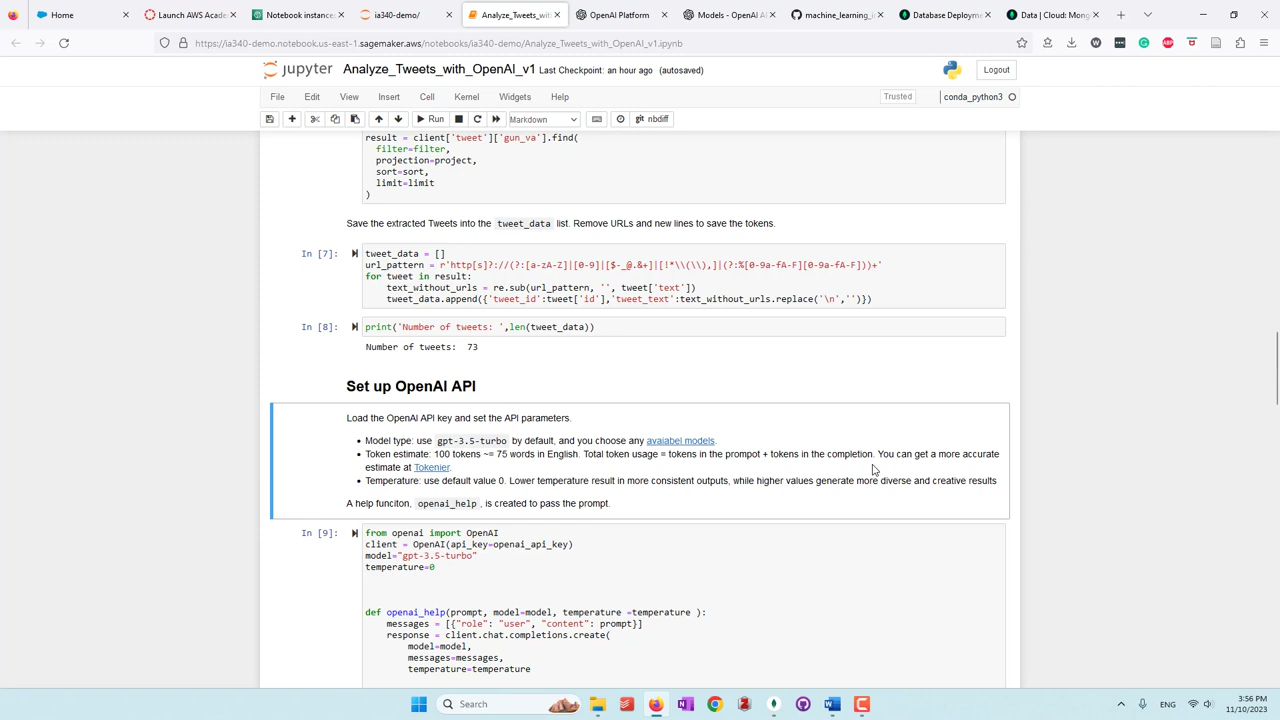 Home
Launch AWS Acade
Notebook instance
ia340-demo/
Analyze_Tweets_wit
OpenAI Platform
Models - OpenAI A
machine_learning_i
Database Deployme
Data | Cloud: Mong
https://ia340-demo.notebook.us-east-1.sagemaker.aws/notebooks/ia340-demo/Analyze_Tweets_with_OpenAI_v1.ipynb
jupyter Analyze_Tweets_with_OpenAI_v1 Last Checkpoint: an hour ago (autosaved)
Logout
File Edit View Insert Cell Kernel Widgets Help
Trusted
conda_python3
Run
Markdown
git nbdiff
result = client['tweet']['gun_va'].find(
filter=filter,
projection=project,
sort=sort,
limit=limit
)
Save the extracted Tweets into the tweet_data list. Remove URLs and new lines to save the tokens.
In [7]:
tweet_data = []
url_pattern = r'http[s]?://(?:[a-zA-Z]|[0-9]|[$-_@.&+]|[!*\\(\\),]|(?:%[0-9a-fA-F][0-9a-fA-F]))+'
for tweet in result:
text_without_urls = re.sub(url_pattern, '', tweet['text'])
tweet_data.append({'tweet_id':tweet['id'],'tweet_text':text_without_urls.replace('\n','')})
In [8]:
print('Number of tweets: ',len(tweet_data))
Number of tweets:  73
Set up OpenAI API
Load the OpenAI API key and set the API parameters.
• Model type: use gpt-3.5-turbo by default, and you choose any avaiabel models.
• Token estimate: 100 tokens ~= 75 words in English. Total token usage = tokens in the prompot + tokens in the completion. You can get a more accurate
estimate at Tokenier.
• Temperature: use default value 0. Lower temperature result in more consistent outputs, while higher values generate more diverse and creative results
A help funciton, openai_help, is created to pass the prompt.
In [9]:
from openai import OpenAI
client = OpenAI(api_key=openai_api_key)
model="gpt-3.5-turbo"
temperature=0
def openai_help(prompt, model=model, temperature =temperature ):
messages = [{"role": "user", "content": prompt}]
response = client.chat.completions.create(
model=model,
messages=messages,
temperature=temperature
Search
ENG
3:56 PM
11/10/2023